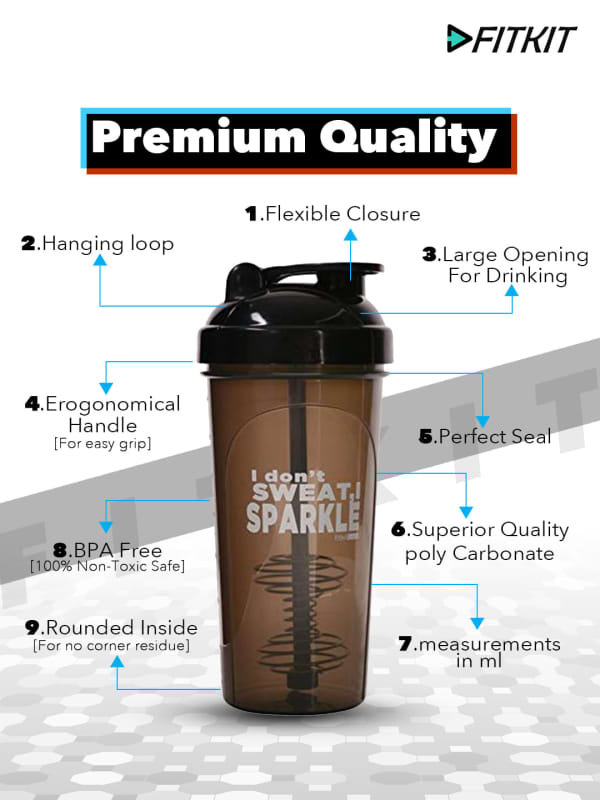 FITKIT
Premium Quality
1.Flexible Closure
2.Hanging loop
3.Large Opening
For Drinking
4.Erogonomical
Handle
[For easy grip]
5.Perfect Seal
I don't
SWEAT,I
SPARKLE
6.Superior Quality
poly Carbonate
8.BPA Free
[100% Non-Toxic Safe]
9.Rounded Inside
[For no corner residue]
7.measurements
in ml
FITKIT